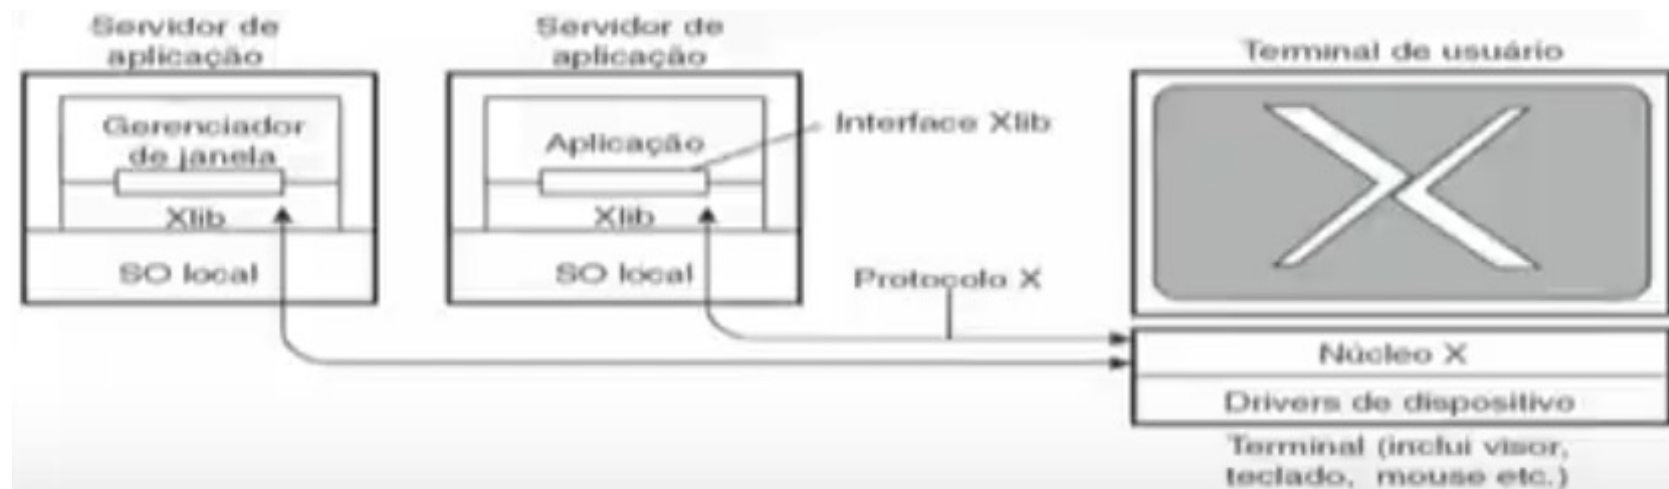 Servidor de
aplicação
Servidor de
aplicação
Terminal de usuário
Gerenciador
de janela
Aplicação
Interface Xlib
Xlib
Xlib
SO local
SO local
Protocolo X
Núcleo X
Drivers de dispositivo
Terminal (inclui visor,
teclado, mouse etc.)